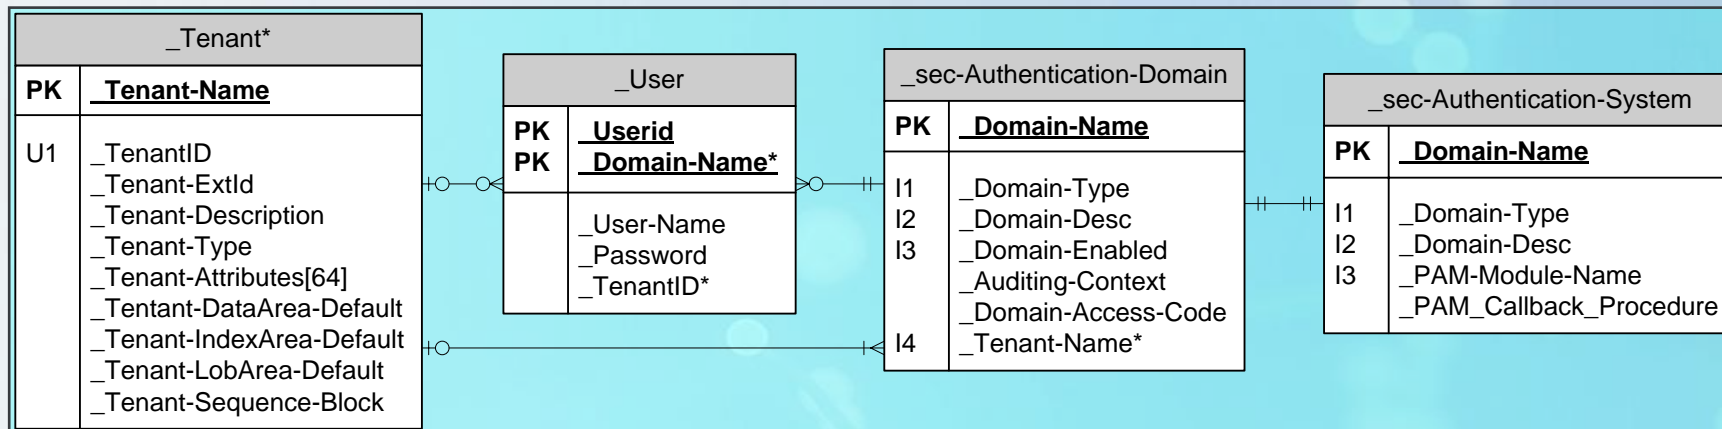 _Tenant*
PK _Tenant-Name
U1 _TenantID
_Tenant-ExtId
_Tenant-Description
_Tenant-Type
_Tenant-Attributes[64]
_Tentant-DataArea-Default
_Tenant-IndexArea-Default
_Tenant-LobArea-Default
_Tenant-Sequence-Block
_User
PK _Userid
PK _Domain-Name*
_User-Name
_Password
_TenantID*
_sec-Authentication-Domain
PK _Domain-Name
I1 _Domain-Type
I2 _Domain-Desc
I3 _Domain-Enabled
_Auditing-Context
_Domain-Access-Code
I4 _Tenant-Name*
_sec-Authentication-System
PK _Domain-Name
I1 _Domain-Type
I2 _Domain-Desc
I3 _PAM-Module-Name
_PAM_Callback_Procedure